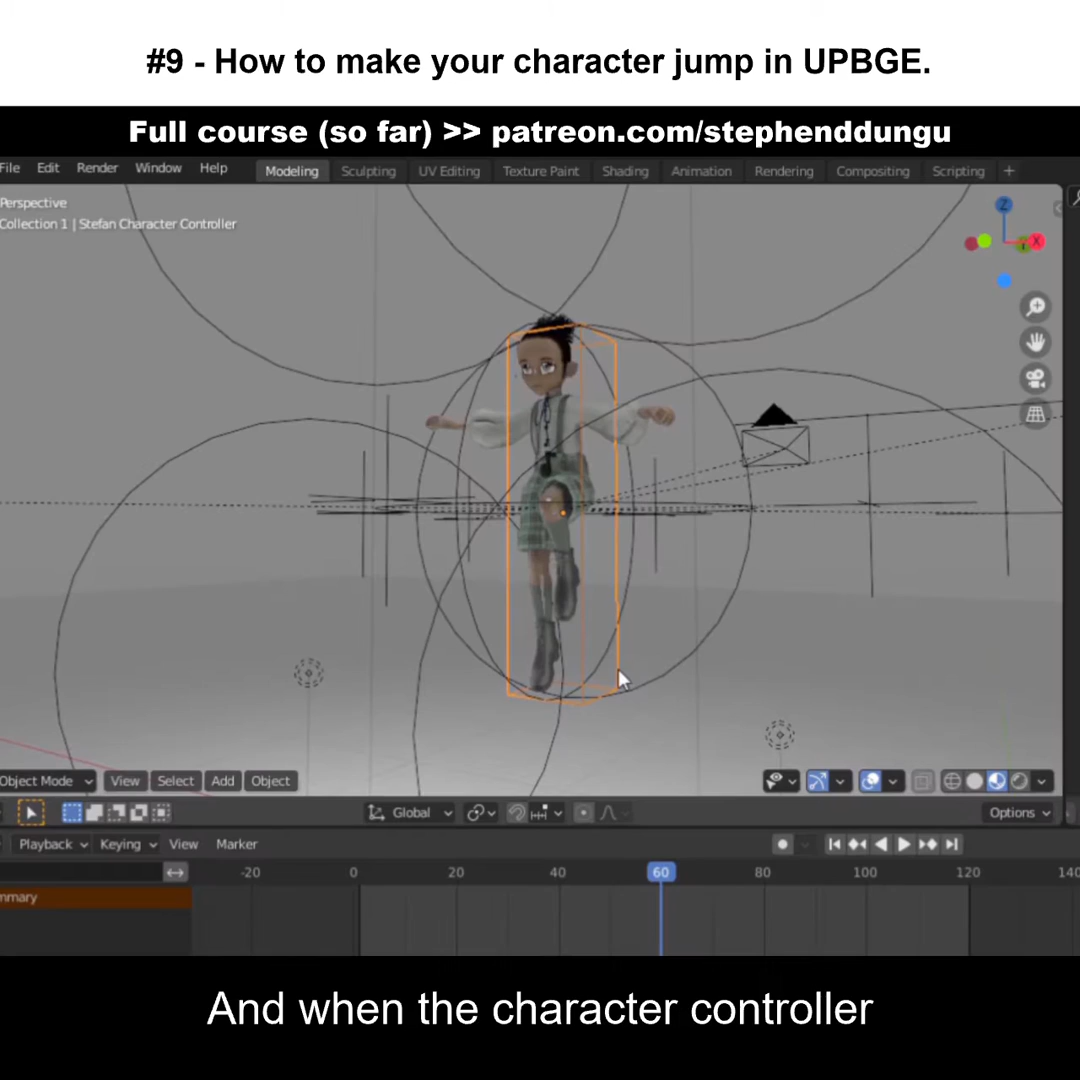 #9 - How to make your character jump in UPBGE.
Full course (so far) >> patreon.com/stephenddungu
File Edit Render Window Help Modeling Sculpting UV Editing Texture Paint Shading Animation Rendering Compositing Scripting +
Perspective
Collection 1 | Stefan Character Controller
Z
X
Object Mode View Select Add Object
Global Options
Playback Keying View Marker
-20 0 20 40 60 80 100 120 140
mmary
And when the character controller